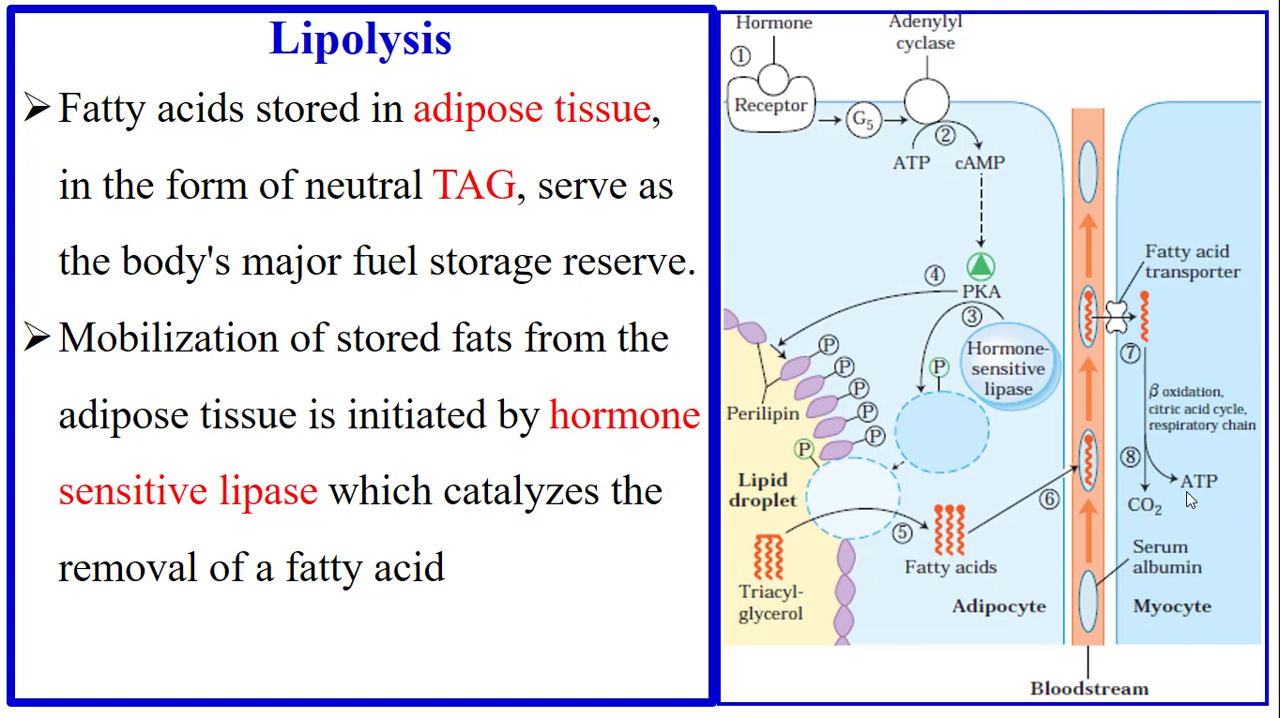 Lipolysis
➢ Fatty acids stored in adipose tissue,
in the form of neutral TAG, serve as
the body's major fuel storage reserve.
➢ Mobilization of stored fats from the
adipose tissue is initiated by hormone
sensitive lipase which catalyzes the
removal of a fatty acid
Hormone
Adenylyl
cyclase
①
Receptor
G5
②
ATP
cAMP
Fatty acid
transporter
④
PKA
③
Hormone-
sensitive
lipase
P
P
P
P
P
P
P
Perilipin
⑦
β oxidation,
citric acid cycle,
respiratory chain
Lipid
droplet
⑧
ATP
CO2
⑥
⑤
Fatty acids
Serum
albumin
Triacyl-
glycerol
Adipocyte
Myocyte
Bloodstream